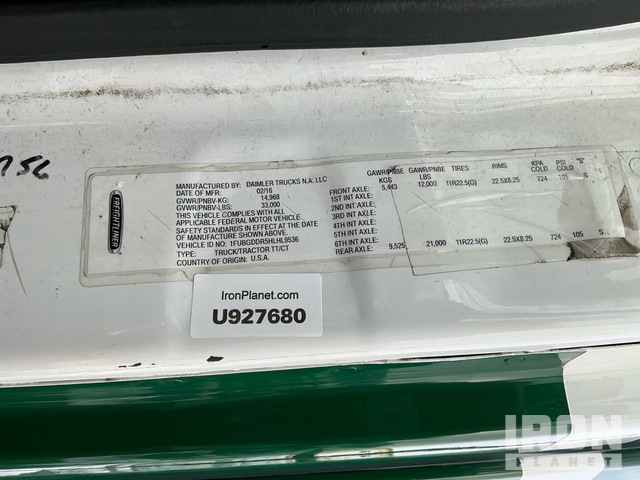 756
FREIGHTLINER
MANUFACTURED BY: DAIMLER TRUCKS N.A. LLC
DATE OF MFR: 02/16
GVWR/PNBV-KG: 14,968
GVWR/PNBV-LBS: 33,000
THIS VEHICLE COMPLIES WITH ALL
APPLICABLE FEDERAL MOTOR VEHICLE
SAFETY STANDARDS IN EFFECT AT THE DATE
OF MANUFACTURE SHOWN ABOVE.
VEHICLE ID NO.: 1FUBGDDR5HLHL9536
TYPE: TRUCK/TRACTOR TT/CT
COUNTRY OF ORIGIN: U.S.A.
GAWR/PNBE KGS GAWR/PNBE LBS TIRES RIMS KPA COLD PSI COLD "S"
FRONT AXLE: 5,443 12,000 11R22.5(G) 22.5X8.25 724 105 S
1ST INT AXLE:
2ND INT AXLE:
3RD INT AXLE:
4TH INT AXLE:
5TH INT AXLE:
6TH INT AXLE:
REAR AXLE: 9,525 21,000 11R22.5(G) 22.5X8.25 724 105 S
IronPlanet.com
U927680
IRON
PLANET